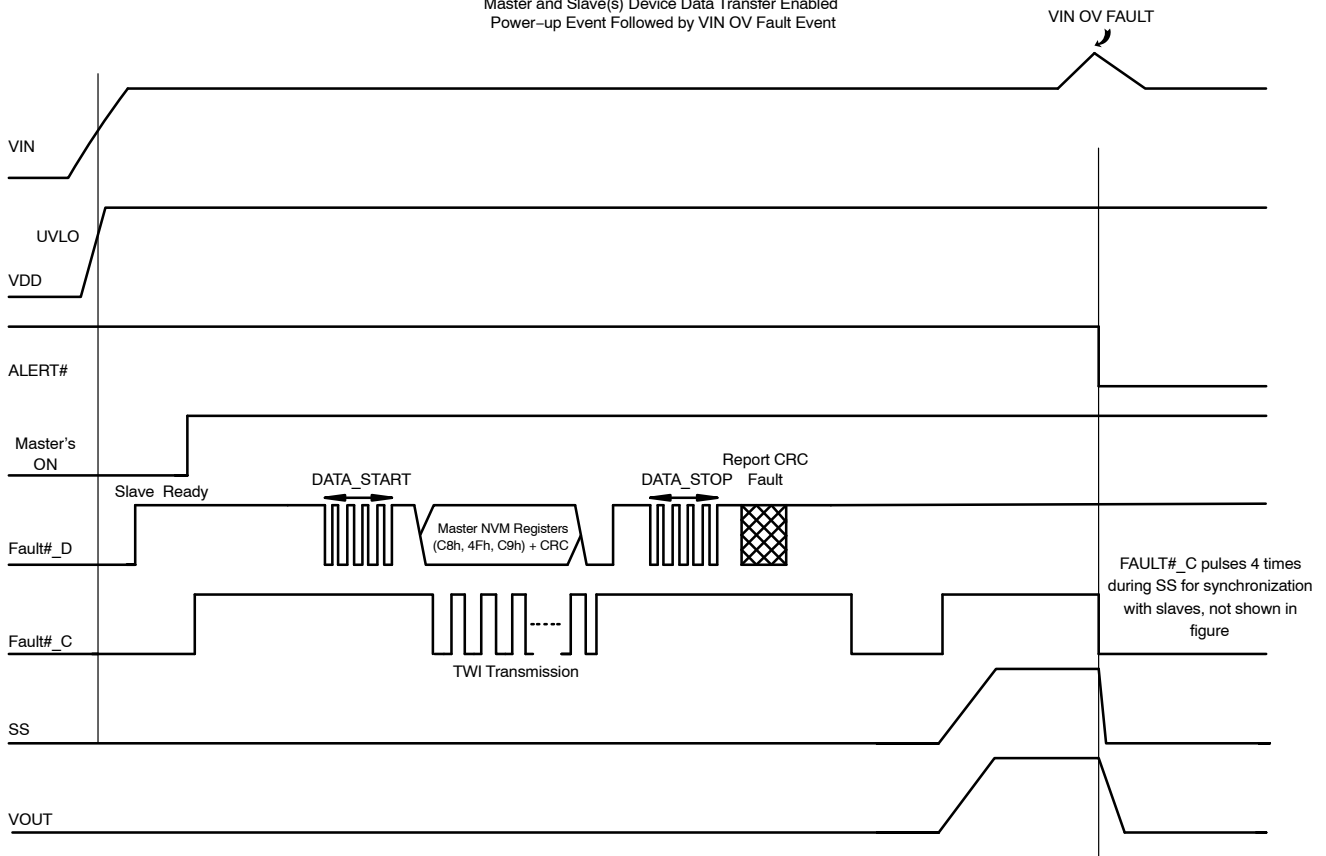 Master and Slave(s) Device Data Transfer Enabled
Power−up Event Followed by VIN OV Fault Event
VIN OV FAULT
VIN
UVLO
VDD
ALERT#
Master's
ON
Slave Ready
DATA_START
DATA_STOP
Report CRC
Fault
Master NVM Registers
(C8h, 4Fh, C9h) + CRC
Fault#_D
FAULT#_C pulses 4 times
during SS for synchronization
with slaves, not shown in
figure
Fault#_C
TWI Transmission
SS
VOUT